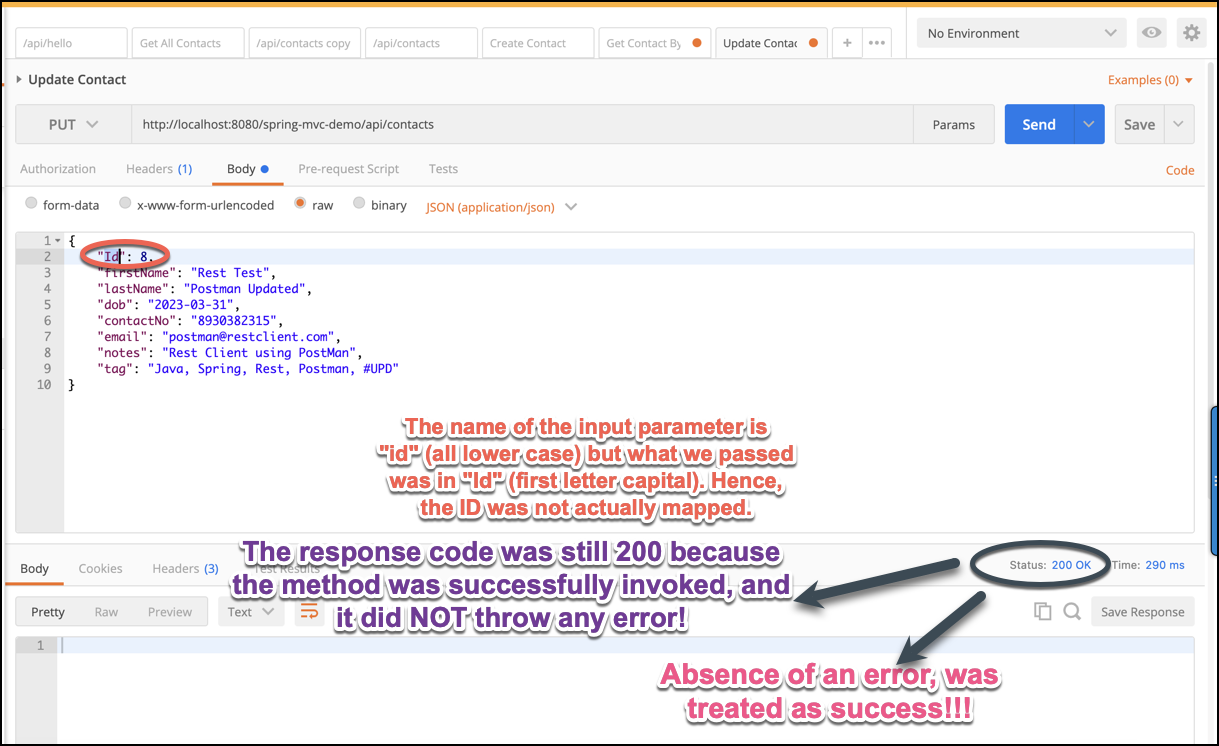 /api/hello
Get All Contacts
/api/contacts copy
/api/contacts
Create Contact
Get Contact By
Update Contac
+
•••
No Environment
Update Contact
Examples (0)
PUT
http://localhost:8080/spring-mvc-demo/api/contacts
Params
Send
Save
Authorization
Headers (1)
Body
Pre-request Script
Tests
Code
form-data
x-www-form-urlencoded
raw
binary
JSON (application/json)
1 {
2 "Id": 8,
3 "firstName": "Rest Test",
4 "lastName": "Postman Updated",
5 "dob": "2023-03-31",
6 "contactNo": "8930382315",
7 "email": "postman@restclient.com",
8 "notes": "Rest Client using PostMan",
9 "tag": "Java, Spring, Rest, Postman, #UPD"
10 }
The name of the input parameter is
"id" (all lower case) but what we passed
was in "Id" (first letter capital). Hence,
the ID was not actually mapped.
The response code was still 200 because
the method was successfully invoked, and
it did NOT throw any error!
Body
Cookies
Headers (3)
Test Results
Status: 200 OK
Time: 290 ms
Pretty
Raw
Preview
Text
Save Response
1
Absence of an error, was
treated as success!!!